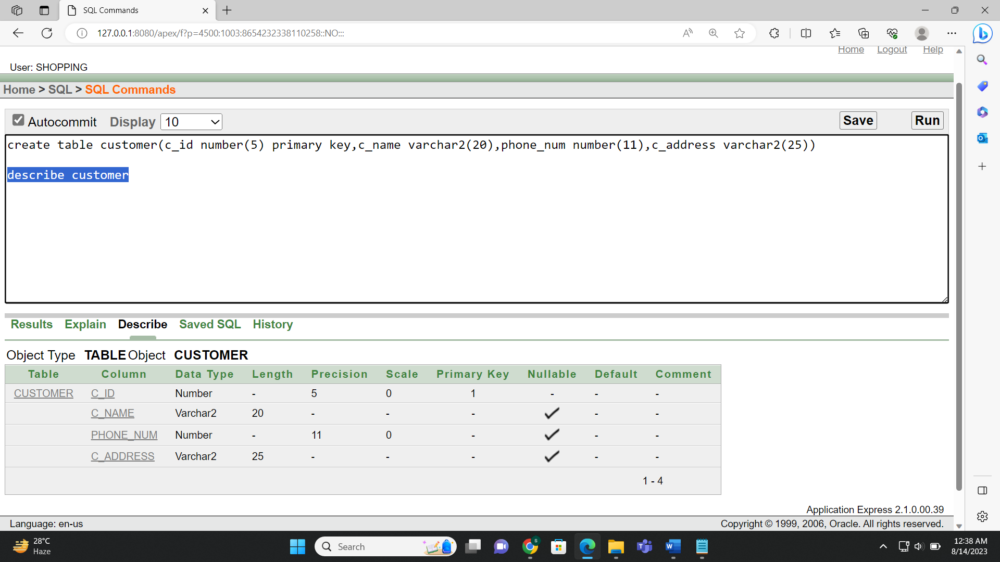 SQL Commands
127.0.0.1:8080/apex/f?p=4500:1003:8654232338110258::NO:::
Home Logout Help
User: SHOPPING
Home > SQL > SQL Commands
Autocommit Display 10 Save Run
create table customer(c_id number(5) primary key,c_name varchar2(20),phone_num number(11),c_address varchar2(25))
describe customer
Results Explain Describe Saved SQL History
Object Type TABLE Object CUSTOMER
Table Column Data Type Length Precision Scale Primary Key Nullable Default Comment
CUSTOMER C_ID Number - 5 0 1 - - -
C_NAME Varchar2 20 - - - - -
PHONE_NUM Number - 11 0 - - -
C_ADDRESS Varchar2 25 - - - - -
1 - 4
Application Express 2.1.0.00.39
Language: en-us Copyright © 1999, 2006, Oracle. All rights reserved.
28°C
Haze
Search
12:38 AM
8/14/2023